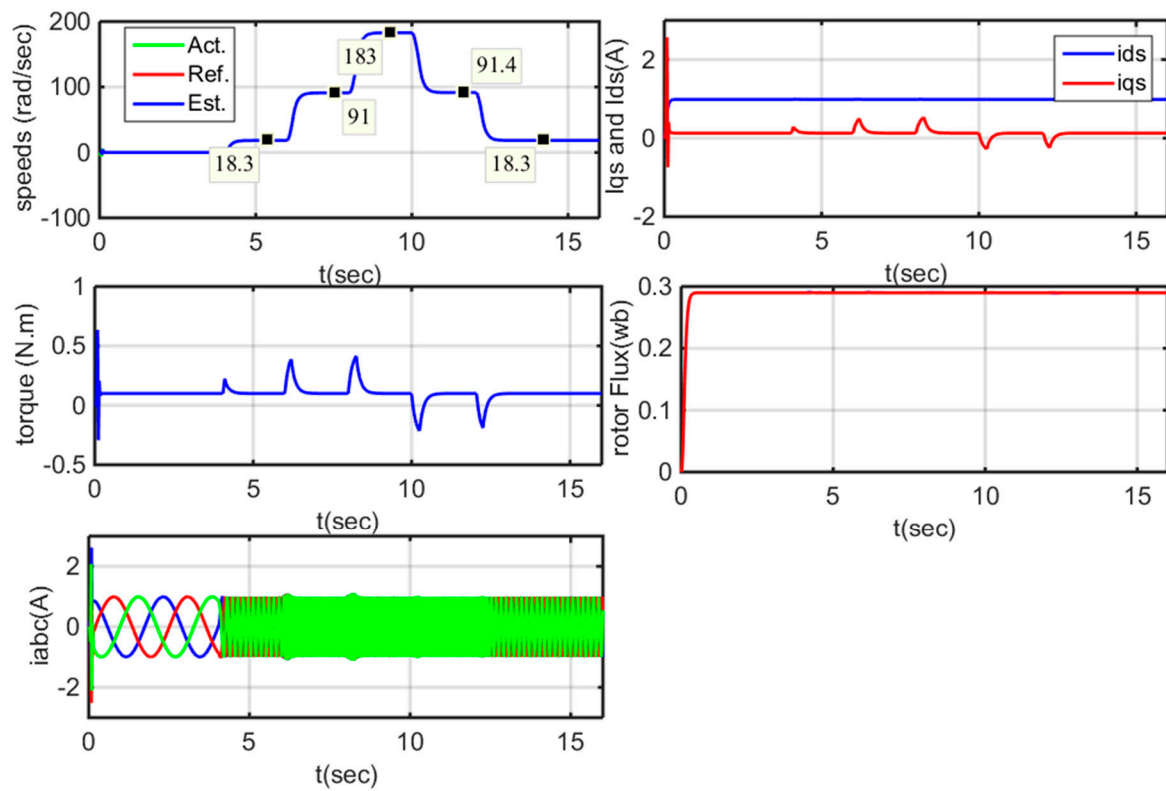 speeds (rad/sec)
200
100
0
-100
Act.
Ref.
Est.
18.3
91
183
91.4
18.3
0
5
10
15
t(sec)
Iqs and Ids(A)
2
0
-2
ids
iqs
0
5
10
15
t(sec)
torque (N.m)
1
0.5
0
-0.5
0
5
10
15
t(sec)
rotor Flux(wb)
0.3
0.2
0.1
0
0
5
10
15
t(sec)
iabc(A)
2
0
-2
0
5
10
15
t(sec)